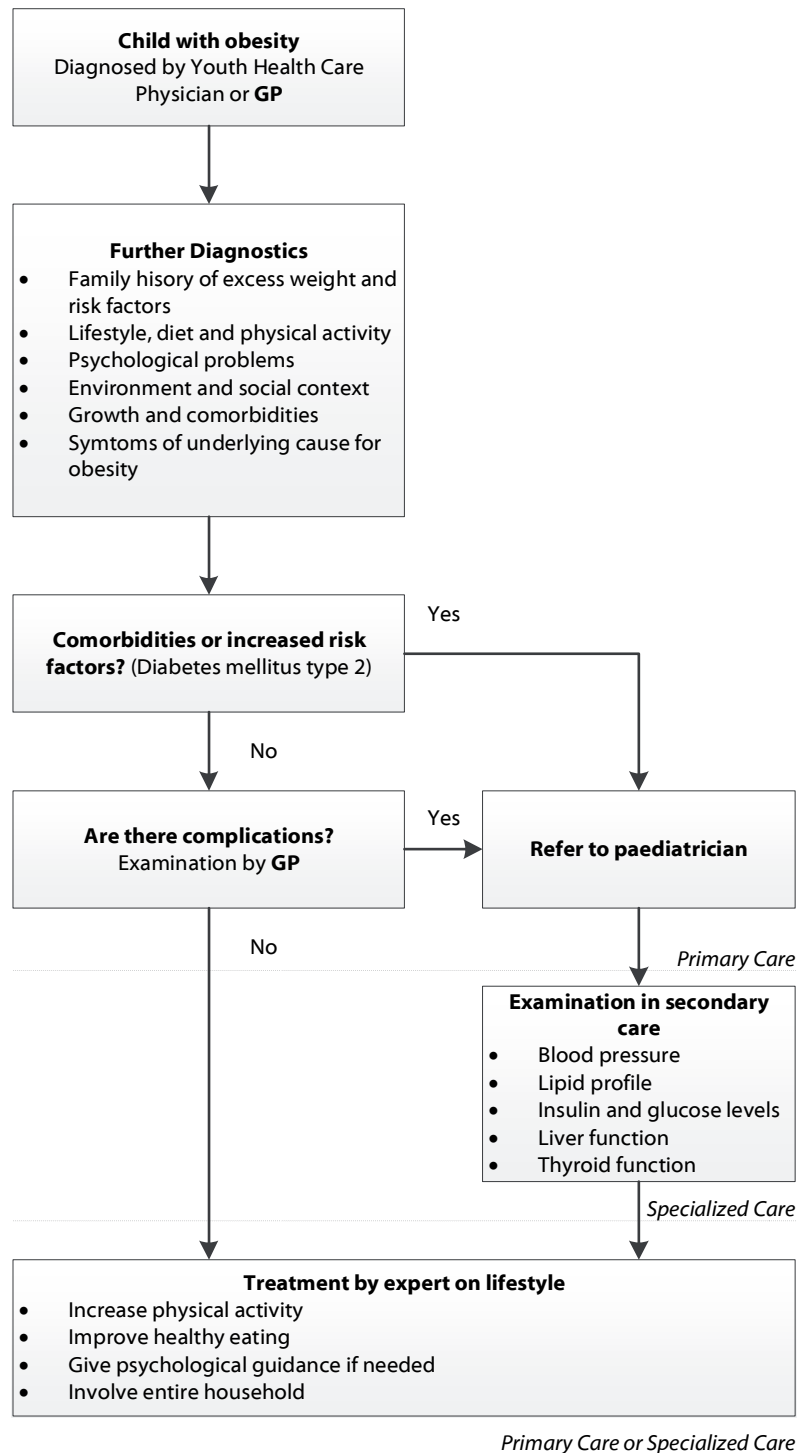 Child with obesity
Diagnosed by Youth Health Care
Physician or GP
Further Diagnostics
• Family hisory of excess weight and
risk factors
• Lifestyle, diet and physical activity
• Psychological problems
• Environment and social context
• Growth and comorbidities
• Symtoms of underlying cause for
obesity
Comorbidities or increased risk
factors? (Diabetes mellitus type 2)
Yes
No
Are there complications?
Examination by GP
Yes
Refer to paediatrician
No
Primary Care
Examination in secondary
care
• Blood pressure
• Lipid profile
• Insulin and glucose levels
• Liver function
• Thyroid function
Specialized Care
Treatment by expert on lifestyle
• Increase physical activity
• Improve healthy eating
• Give psychological guidance if needed
• Involve entire household
Primary Care or Specialized Care